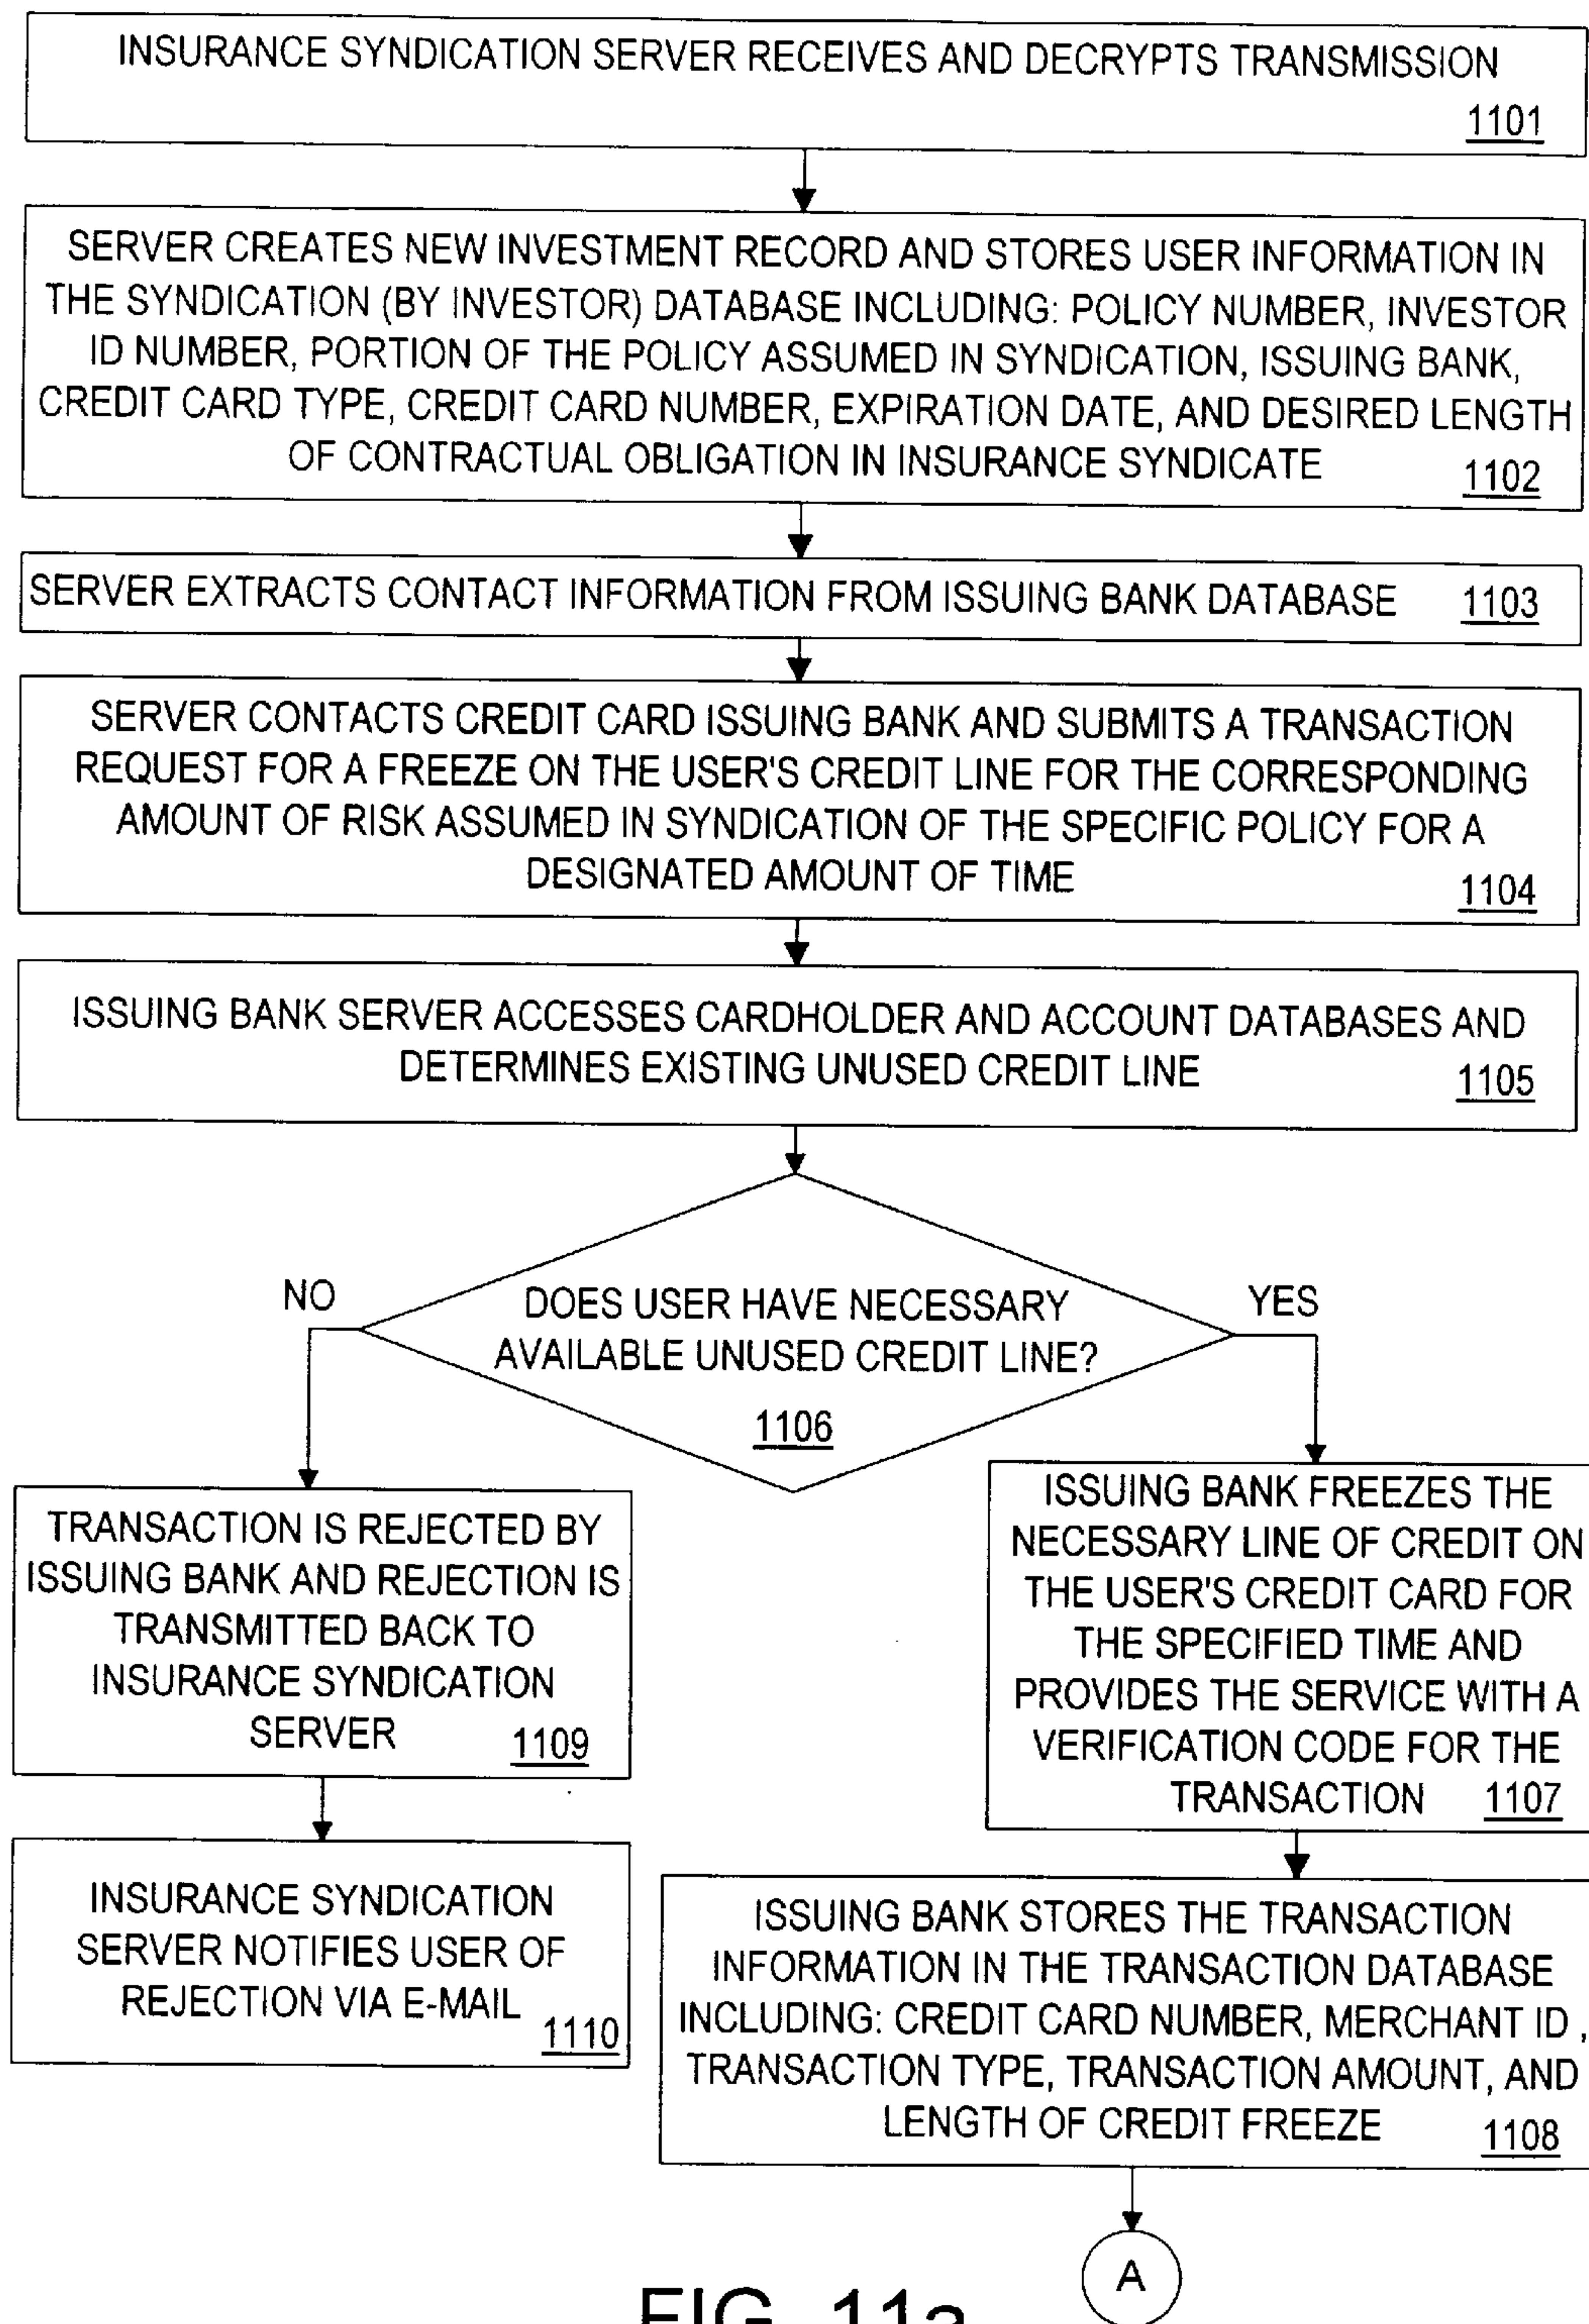 INSURANCE SYNDICATION SERVER RECEIVES AND DECRYPTS TRANSMISSION
1101
SERVER CREATES NEW INVESTMENT RECORD AND STORES USER INFORMATION IN
THE SYNDICATION (BY INVESTOR) DATABASE INCLUDING: POLICY NUMBER, INVESTOR
ID NUMBER, PORTION OF THE POLICY ASSUMED IN SYNDICATION, ISSUING BANK,
CREDIT CARD TYPE, CREDIT CARD NUMBER, EXPIRATION DATE, AND DESIRED LENGTH
OF CONTRACTUAL OBLIGATION IN INSURANCE SYNDICATE 1102
SERVER EXTRACTS CONTACT INFORMATION FROM ISSUING BANK DATABASE 1103
SERVER CONTACTS CREDIT CARD ISSUING BANK AND SUBMITS A TRANSACTION
REQUEST FOR A FREEZE ON THE USER'S CREDIT LINE FOR THE CORRESPONDING
AMOUNT OF RISK ASSUMED IN SYNDICATION OF THE SPECIFIC POLICY FOR A
DESIGNATED AMOUNT OF TIME 1104
ISSUING BANK SERVER ACCESSES CARDHOLDER AND ACCOUNT DATABASES AND
DETERMINES EXISTING UNUSED CREDIT LINE 1105
NO
DOES USER HAVE NECESSARY
AVAILABLE UNUSED CREDIT LINE?
1106
YES
TRANSACTION IS REJECTED BY
ISSUING BANK AND REJECTION IS
TRANSMITTED BACK TO
INSURANCE SYNDICATION
SERVER 1109
INSURANCE SYNDICATION
SERVER NOTIFIES USER OF
REJECTION VIA E-MAIL 1110
ISSUING BANK FREEZES THE
NECESSARY LINE OF CREDIT ON
THE USER'S CREDIT CARD FOR
THE SPECIFIED TIME AND
PROVIDES THE SERVICE WITH A
VERIFICATION CODE FOR THE
TRANSACTION 1107
ISSUING BANK STORES THE TRANSACTION
INFORMATION IN THE TRANSACTION DATABASE
INCLUDING: CREDIT CARD NUMBER, MERCHANT ID ,
TRANSACTION TYPE, TRANSACTION AMOUNT, AND
LENGTH OF CREDIT FREEZE 1108
A
FIG. 11a